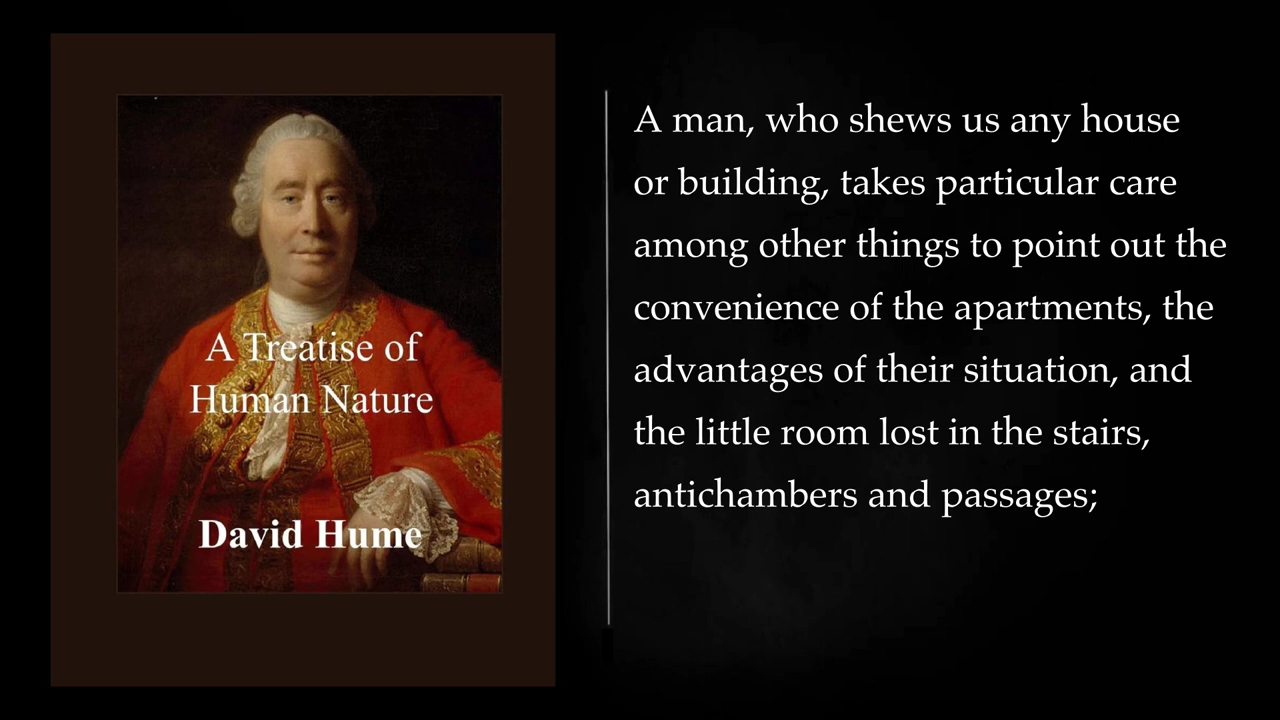 A Treatise of
Human Nature
David Hume
A man, who shews us any house
or building, takes particular care
among other things to point out the
convenience of the apartments, the
advantages of their situation, and
the little room lost in the stairs,
antichambers and passages;